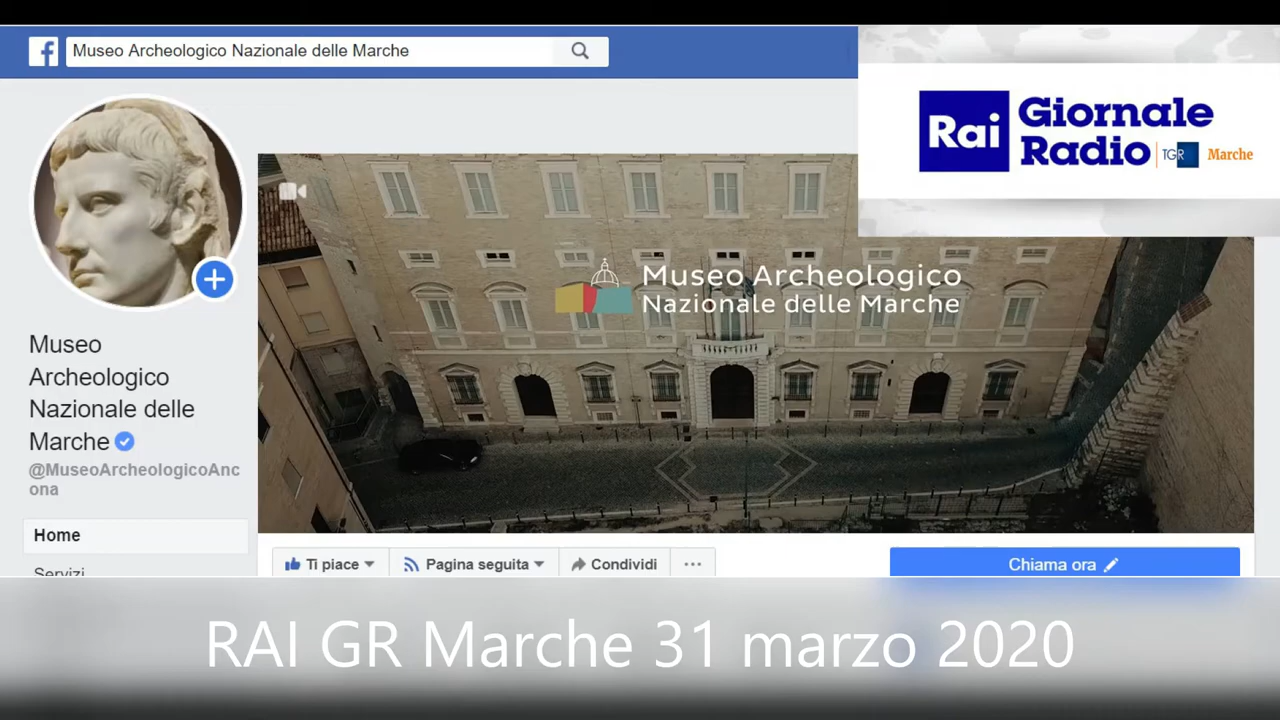 Museo Archeologico Nazionale delle Marche
Rai Giornale
Radio TGR Marche
Museo Archeologico
Nazionale delle Marche
Museo
Archeologico
Nazionale delle
Marche
@MuseoArcheologicoAnc
ona
Home
Servizi
Ti piace
Pagina seguita
Condividi
Chiama ora
RAI GR Marche 31 marzo 2020